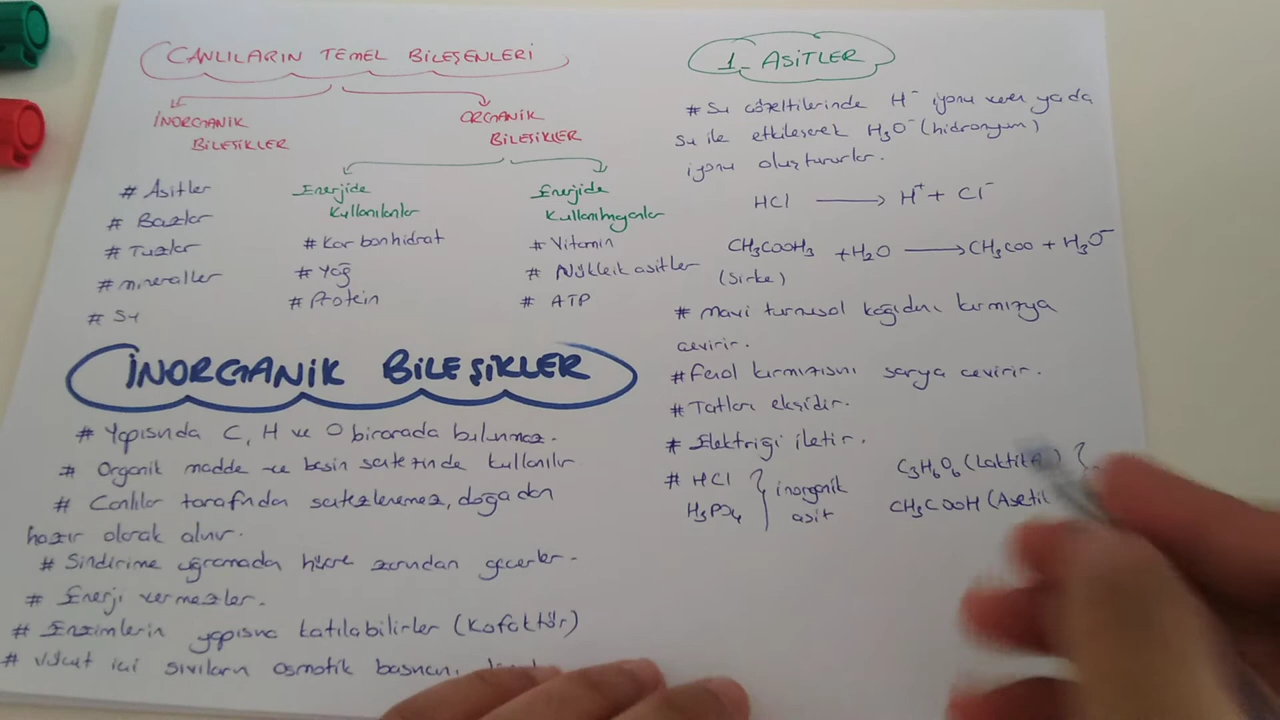 CANLILARIN TEMEL BİLEŞENLERİ
İNORGANİK
BİLEŞİKLER
ORGANİK
BİLEŞİKLER
# Asitler
# Bazlar
# Tuzlar
# mineraller
# Su
Enerjide
Kullanılanlar
# Karbonhidrat
# Yağ
# Protein
Enerjide
Kullanılmayanlar
# Vitamin
# Nükleik asitler
# ATP
İNORGANİK BİLEŞİKLER
# Yapısında C, H ve O birarada bulunmaz.
# Organik madde ve besin sentezinde kullanılır
# Canlılar tarafından sentezlenemez, doğadan
hazır olarak alınır.
# Sindirime uğramadan hücre zarından geçerler.
# Enerji vermezler.
# Enzimlerin yapısına katılabilirler (Kofaktör)
# Vücut içi sıvıların osmotik basıncını
1- ASİTLER
# Su çözeltilerinde H⁻ iyonu veren ya da
su ile etkileşerek H₃O⁻ (hidronyum)
iyonu oluştururlar.
HCl → H⁺ + Cl⁻
CH₃COOH₃ + H₂O → CH₃COO + H₃O⁻
(Sirke)
# Mavi turnusol kağıdını kırmızıya
çevirir.
# Fenol kırmızısını sarıya çevirir.
# Tatları ekşidir.
# Elektriği iletir.
# HCl
H₃PO₄
} inorganik
asit
C₃H₆O₆ (Laktik A)
CH₃COOH (Asetik